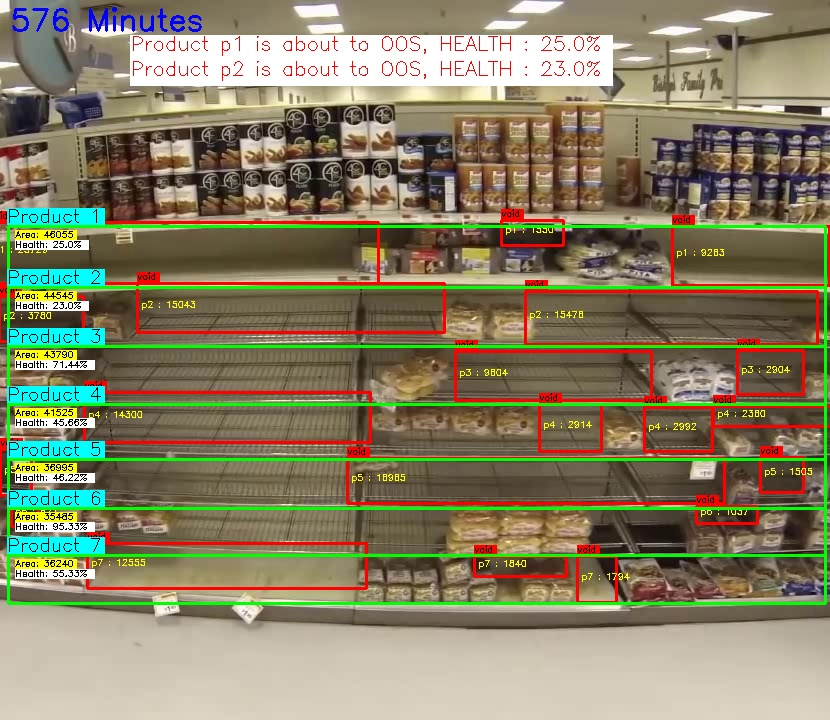 576 Minutes
Product p1 is about to OOS, HEALTH : 25.0%
Product p2 is about to OOS, HEALTH : 23.0%
Product 1
void
void
Area: 46055
Health: 25.0%
p1 : 1330
p1 : 9283
Product 2
void
void
Area: 44545
Health: 23.0%
p2 : 3780
p2 : 15043
p2 : 15478
Product 3
void
void
Area: 43790
Health: 71.44%
p3 : 9804
p3 : 2904
Product 4
void
void
void
void
Area: 41525
Health: 45.66%
p4 : 14300
p4 : 2914
p4 : 2992
p4 : 2380
Product 5
void
void
Area: 36995
Health: 46.22%
p5 : 18985
p5 : 1505
Product 6
void
Area: 35485
Health: 95.33%
p6 : 1037
Product 7
void
void
Area: 36240
Health: 55.33%
p7 : 12555
p7 : 1840
p7 : 1794